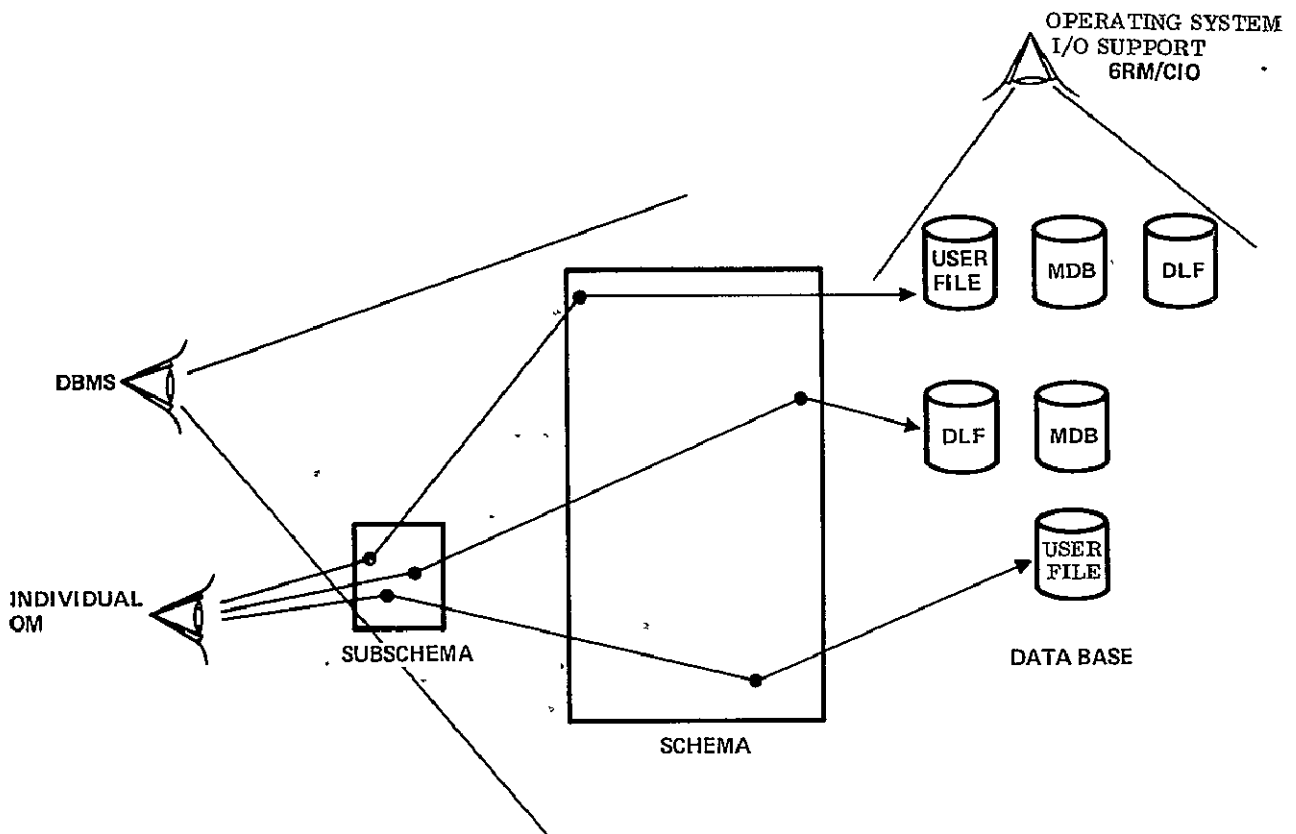 OPERATING SYSTEM
I/O SUPPORT
6RM/CIO
USER
FILE
MDB
DLF
DBMS
DLF
MDB
USER
FILE
INDIVIDUAL
OM
SUBSCHEMA
DATA BASE
SCHEMA